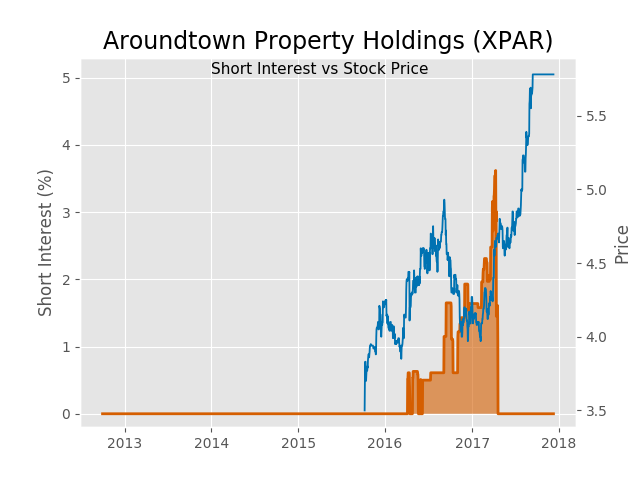 Aroundtown Property Holdings (XPAR)
Short Interest vs Stock Price
Short Interest (%)
5
4
3
2
1
0
5.5
5.0
4.5
4.0
3.5
Price
2013 2014 2015 2016 2017 2018